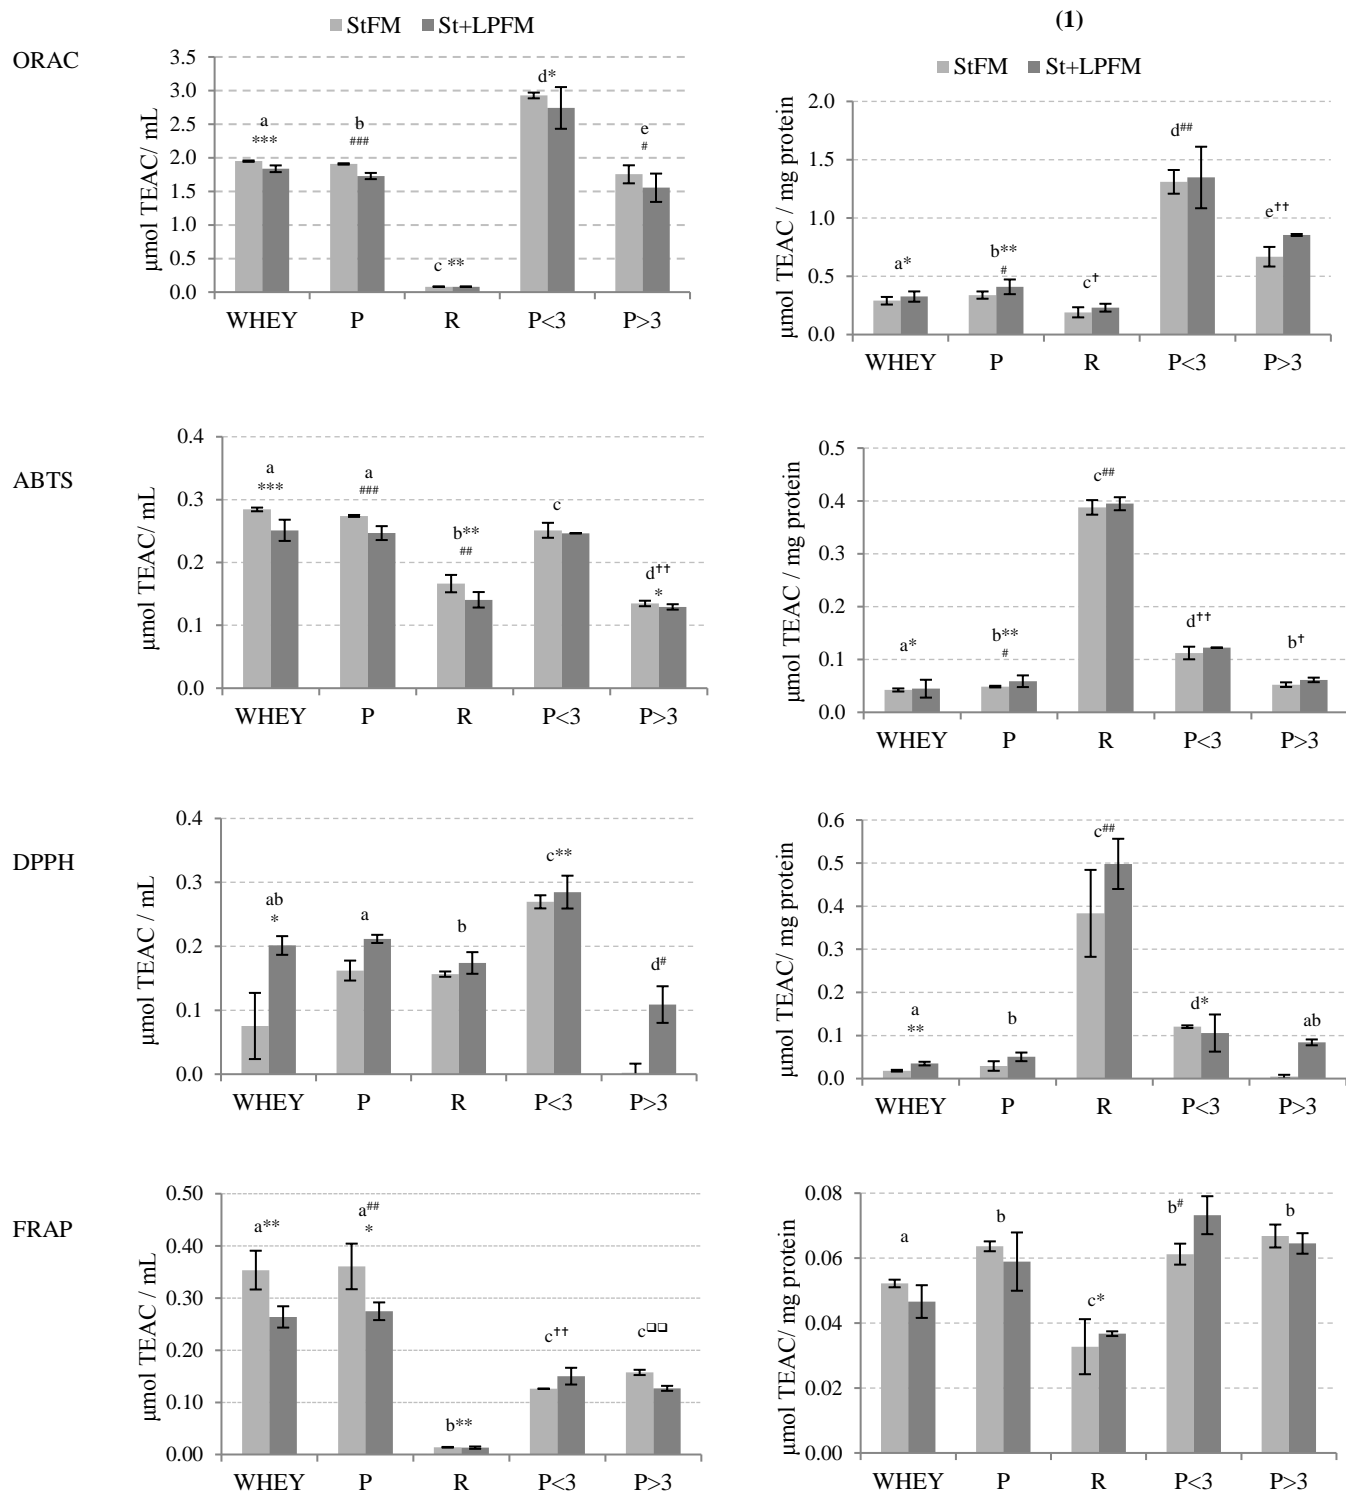 (1)
StFM St+LPFM
StFM St+LPFM
ORAC
µmol TEAC/ mL
3.5
3.0
2.5
2.0
1.5
1.0
0.5
0.0
a
***
b
###
c **
d*
e
#
WHEY P R P<3 P>3
µmol TEAC / mg protein
2.0
1.5
1.0
0.5
0.0
a*
b**
#
c†
d##
e††
WHEY P R P<3 P>3
ABTS
µmol TEAC/ mL
0.4
0.3
0.2
0.1
0.0
a
***
a
###
b**
##
c
d††
*
WHEY P R P<3 P>3
µmol TEAC / mg protein
0.5
0.4
0.3
0.2
0.1
0.0
a*
b**
#
c##
d††
b†
WHEY P R P<3 P>3
DPPH
µmol TEAC / mL
0.4
0.3
0.2
0.1
0.0
ab
*
a
b
c**
d#
WHEY P R P<3 P>3
µmol TEAC/ mg protein
0.6
0.5
0.4
0.3
0.2
0.1
0.0
a
**
b
c##
d*
ab
WHEY P R P<3 P>3
FRAP
µmol TEAC / mL
0.50
0.40
0.30
0.20
0.10
0.00
a**
a##
*
b**
c††
c❑❑
WHEY P R P<3 P>3
µmol TEAC/ mg protein
0.08
0.06
0.04
0.02
0.00
a
b
c*
b#
b
WHEY P R P<3 P>3